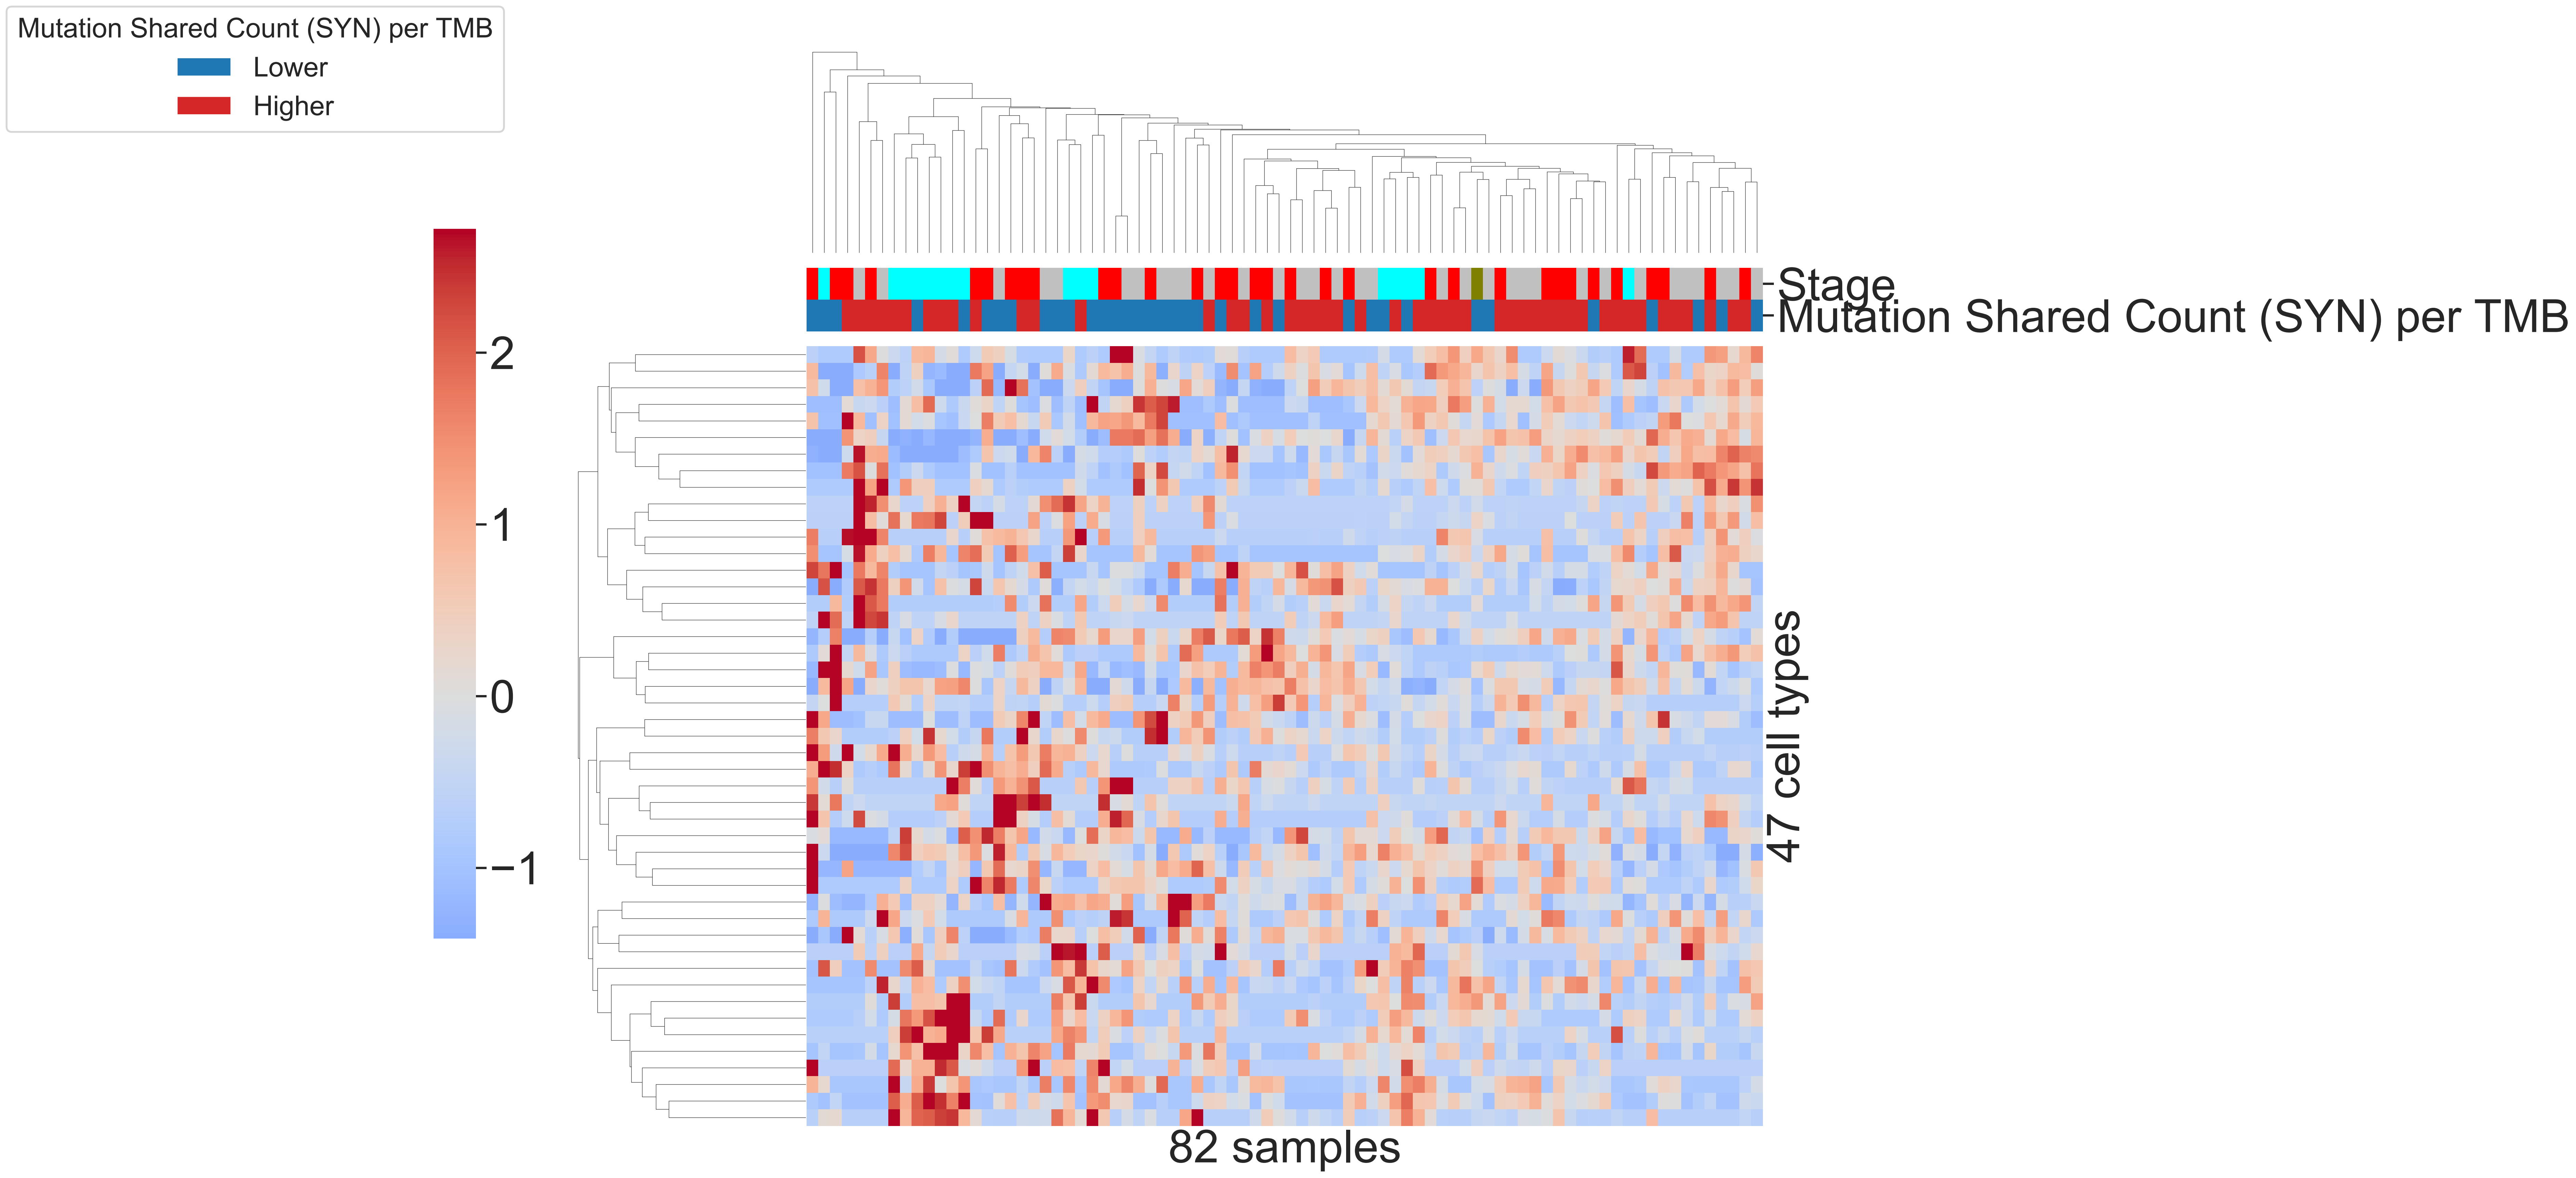 Mutation Shared Count (SYN) per TMB
Lower
Higher
Stage
Mutation Shared Count (SYN) per TMB
2
1
0
−1
47 cell types
82 samples